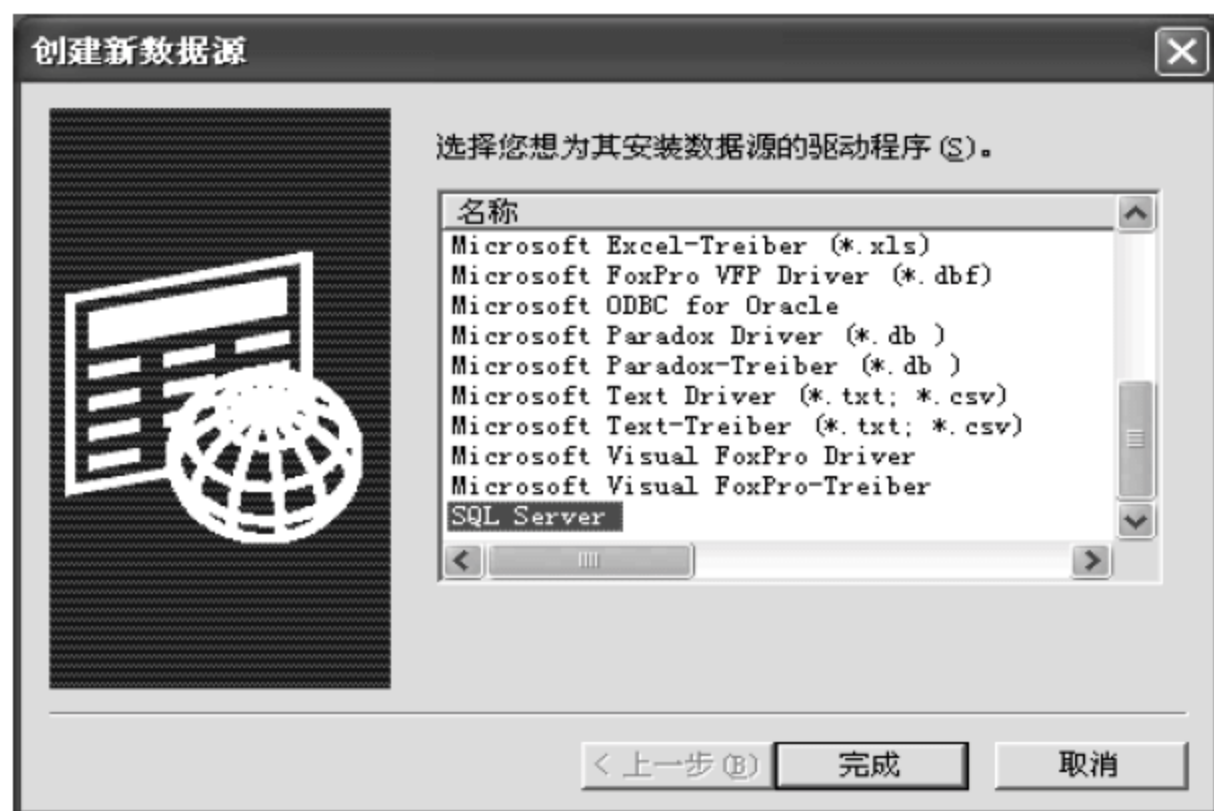 创建新数据源
选择您想为其安装数据源的驱动程序(S)。
名称
Microsoft Excel-Treiber (*.xls)
Microsoft FoxPro VFP Driver (*.dbf)
Microsoft ODBC for Oracle
Microsoft Paradox Driver (*.db )
Microsoft Paradox-Treiber (*.db )
Microsoft Text Driver (*.txt; *.csv)
Microsoft Text-Treiber (*.txt; *.csv)
Microsoft Visual FoxPro Driver
Microsoft Visual FoxPro-Treiber
SQL Server
< 上一步(B) 完成 取消